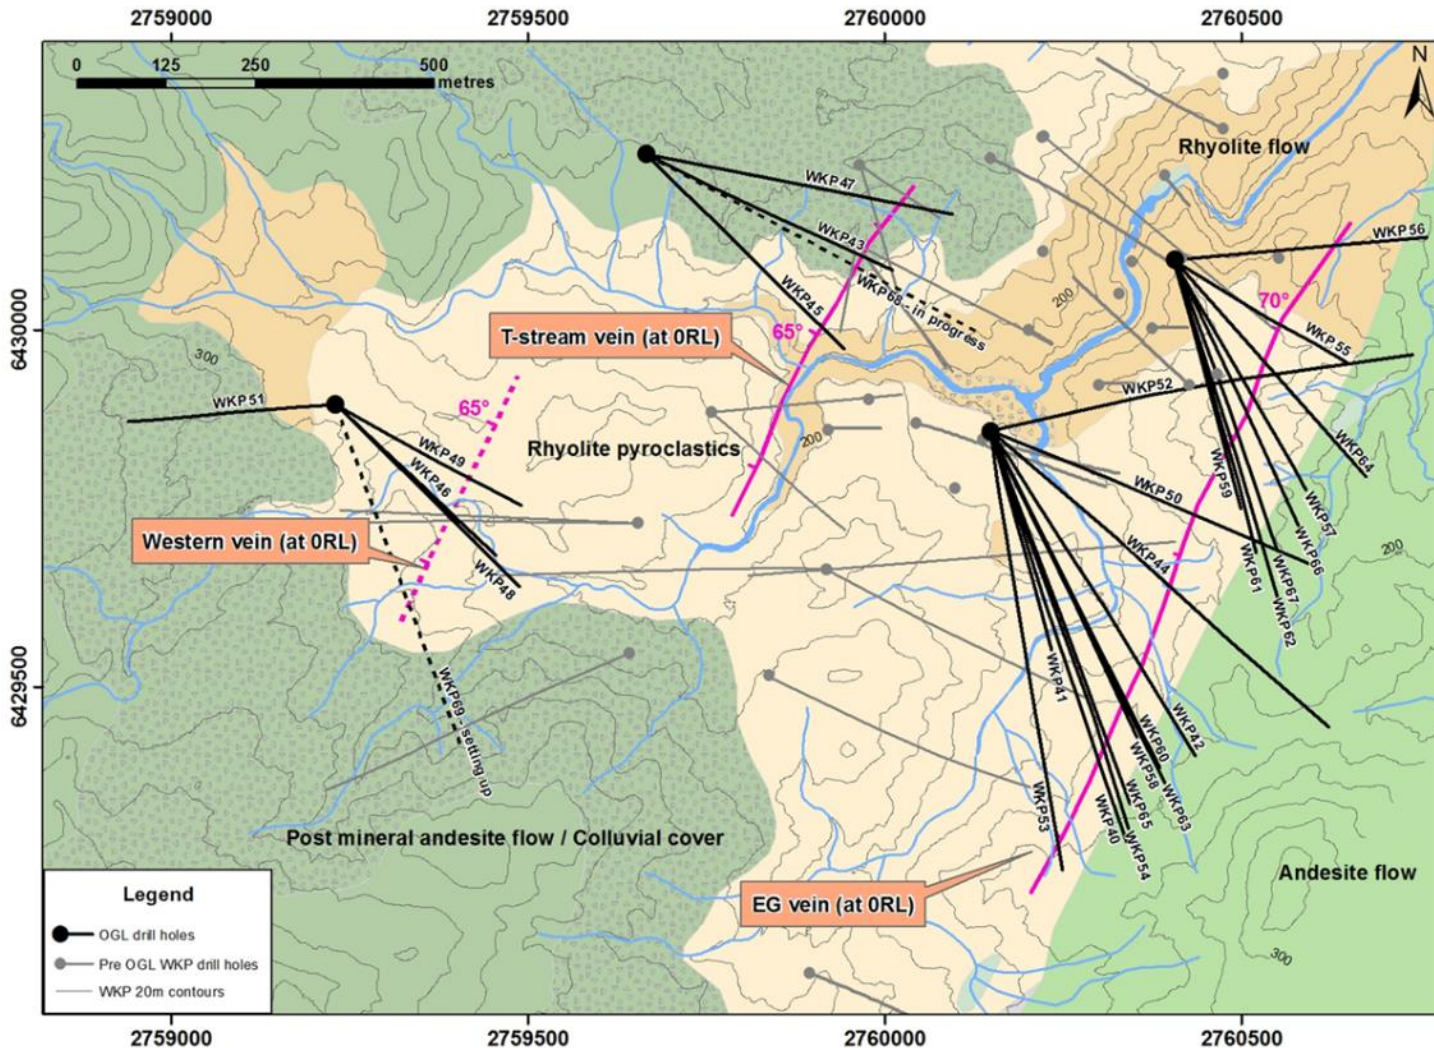 2759000
2759500
2760000
2760500
0
125
250
500
metres
N
Rhyolite flow
WKP47
WKP43
WKP45
WKP68 - in progress
WKP56
200
70°
6430000
6430000
T-stream vein (at 0RL)
65°
WKP55
300
WKP52
WKP51
65°
Rhyolite pyroclastics
200
WKP49
WKP46
WKP48
WKP64
WKP59
WKP50
WKP57
WKP66
WKP44
WKP61
WKP67
WKP62
200
Western vein (at 0RL)
WKP69 - setting up
WKP41
6429500
WKP42
WKP60
WKP58
WKP63
WKP65
WKP53
WKP40
WKP54
Post mineral andesite flow / Colluvial cover
Andesite flow
EG vein (at 0RL)
300
Legend
OGL drill holes
Pre OGL WKP drill holes
WKP 20m contours
2759000
2759500
2760000
2760500